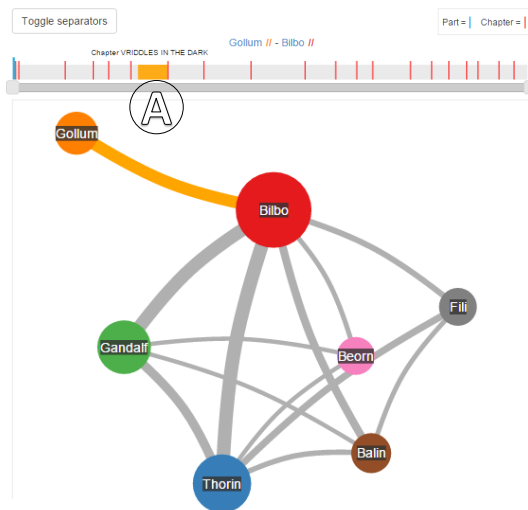 Toggle separators
Part = | Chapter = |
Gollum // - Bilbo //
Chapter VRIDDLES IN THE DARK
A
Gollum
Bilbo
Fili
Gandalf
Beorn
Balin
Thorin